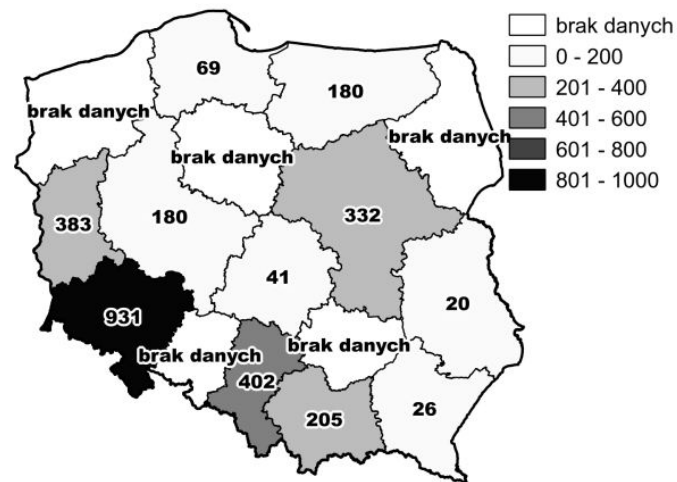 brak danych
0 - 200
201 - 400
401 - 600
601 - 800
801 - 1000
69
180
brak danych
brak danych
brak danych
383
180
332
41
20
931
brak danych
brak danych
402
205
26